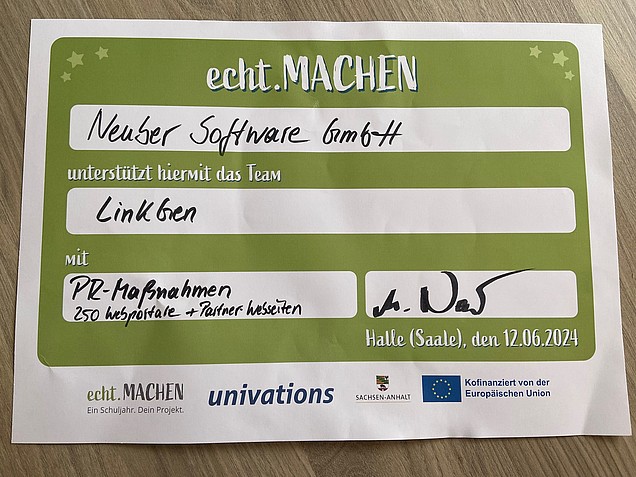 echt.MACHEN
Neuber Software GmbH
unterstützt hiermit das Team
LinkGen
mit
PR-Maßnahmen
250 Webportale + Partner Webseiten
Halle (Saale), den 12.06.2024
echt.MACHEN
Ein Schuljahr. Dein Projekt.
univations
SACHSEN-ANHALT
Kofinanziert von der
Europäischen Union